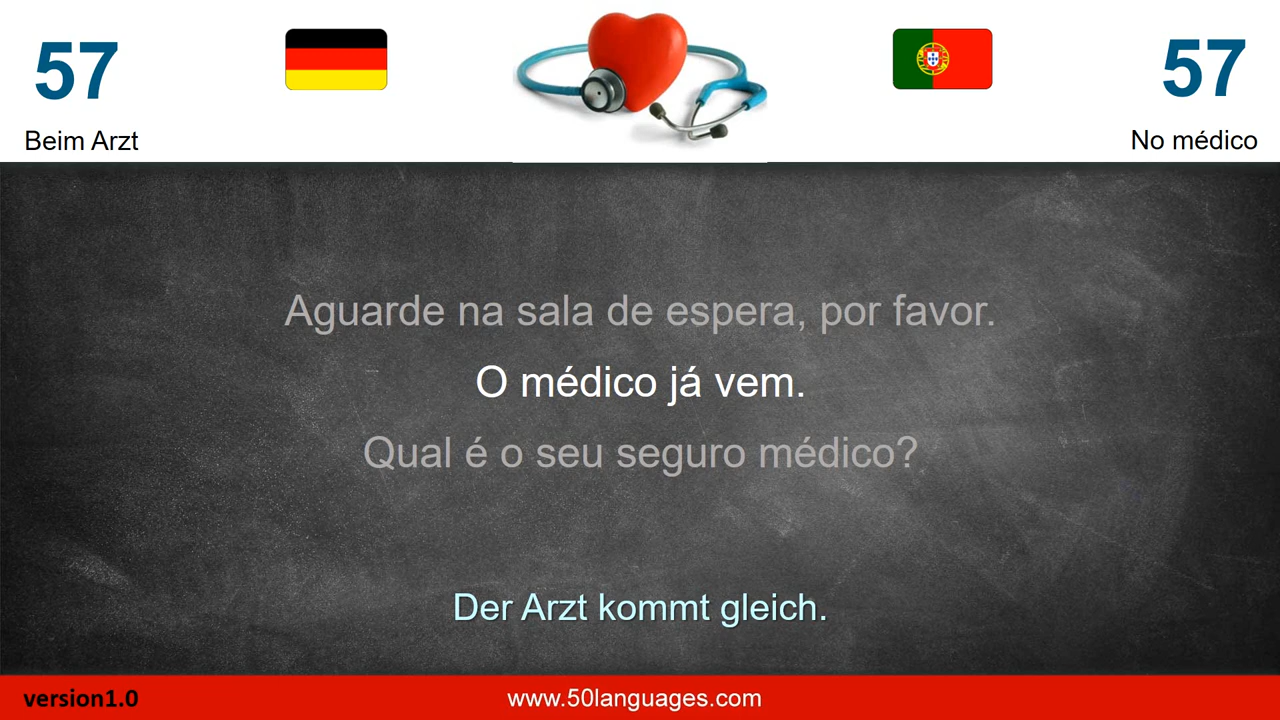 57
57
Beim Arzt
No médico
Aguarde na sala de espera, por favor.
O médico já vem.
Qual é o seu seguro médico?
Der Arzt kommt gleich.
version1.0
www.50languages.com